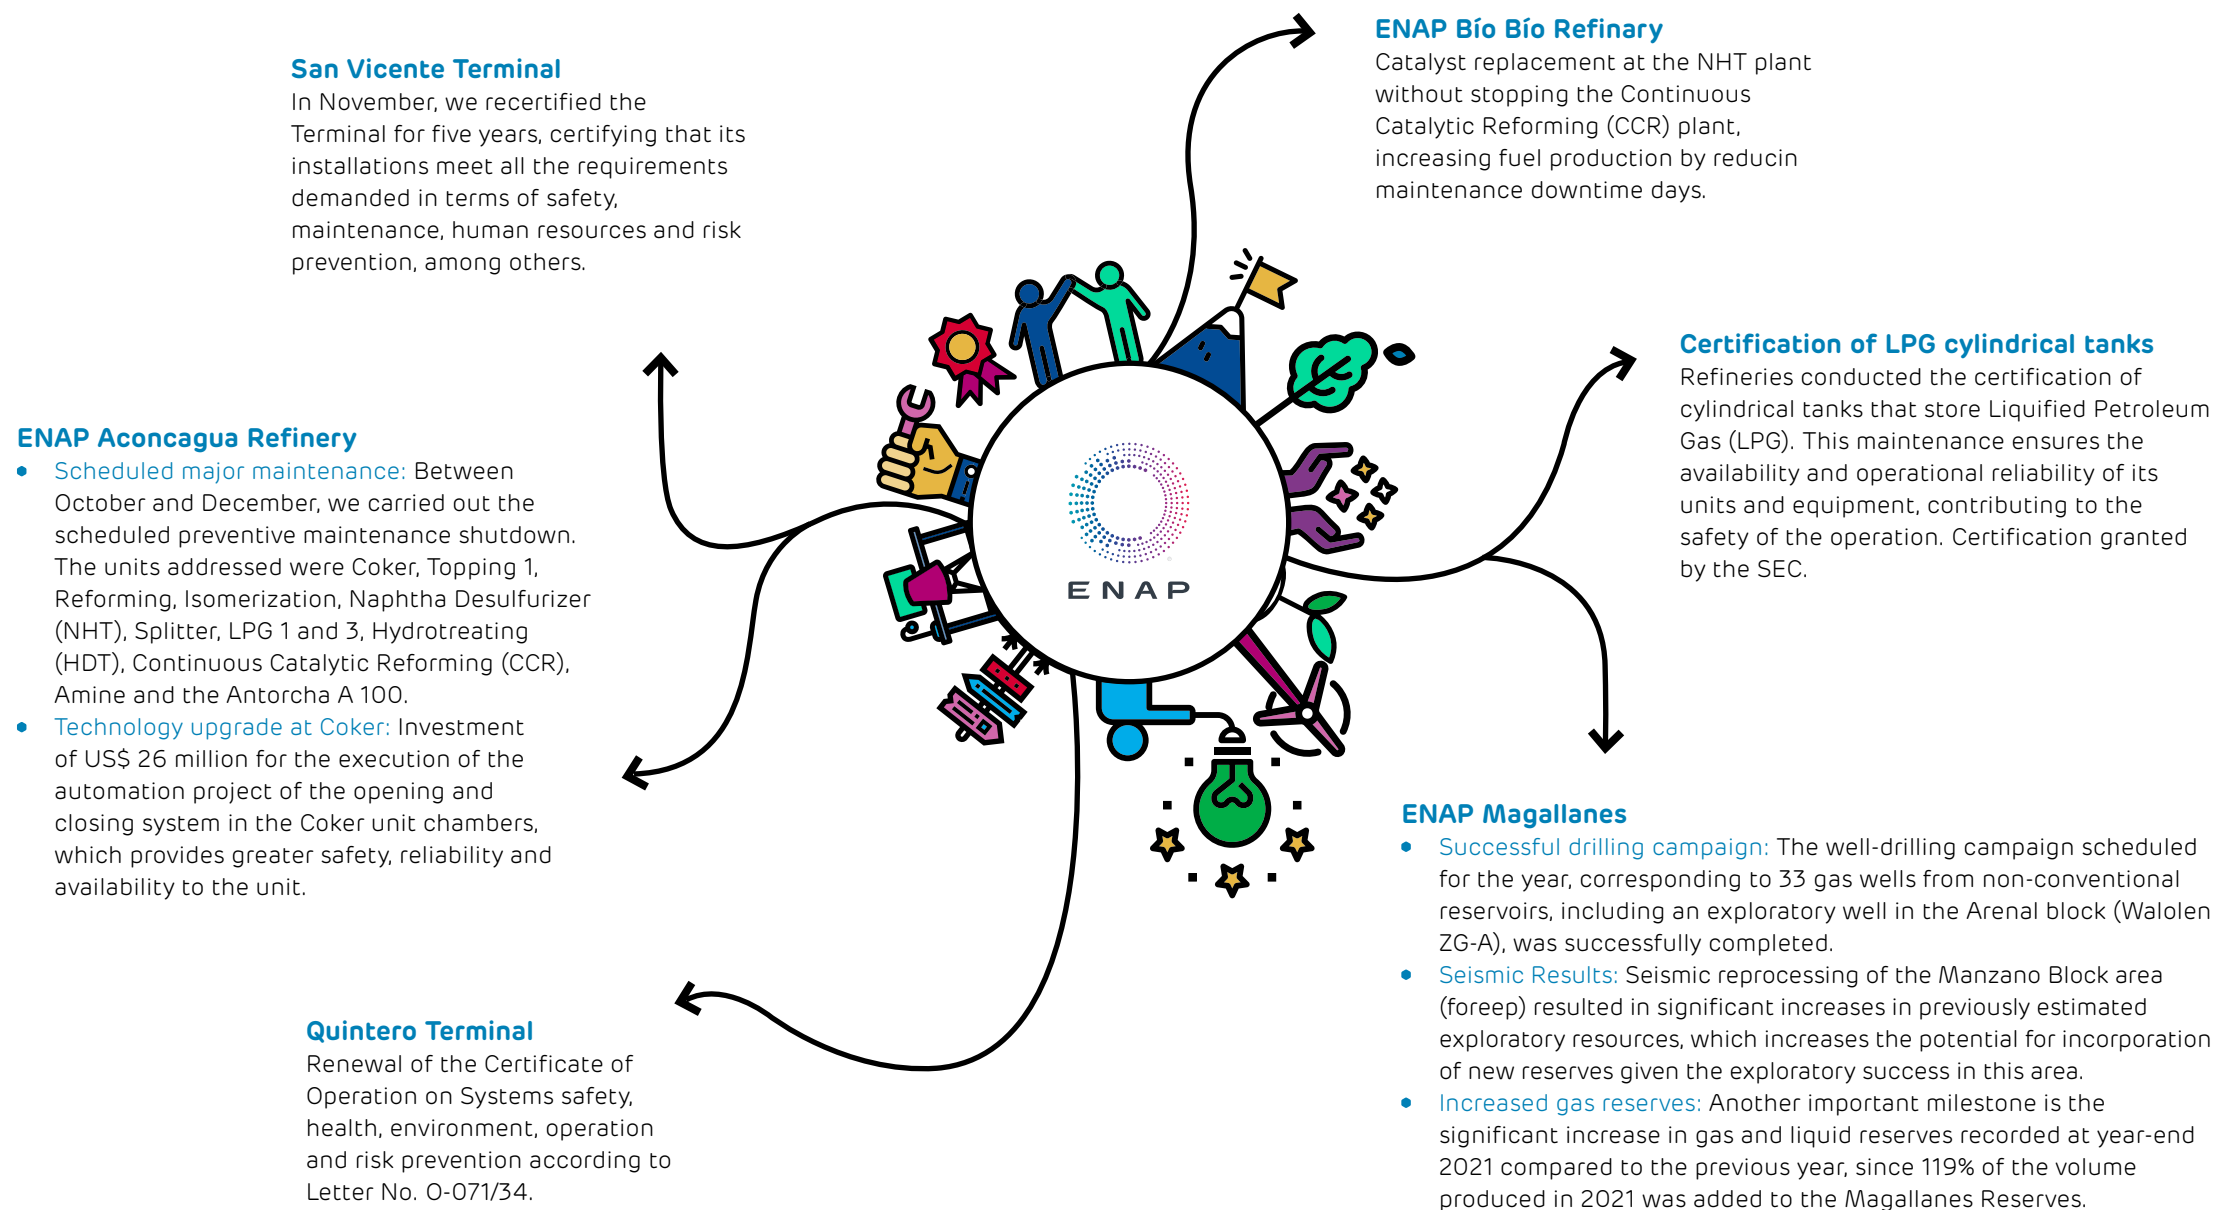 San Vicente Terminal
In November, we recertified the
Terminal for five years, certifying that its
installations meet all the requirements
demanded in terms of safety,
maintenance, human resources and risk
prevention, among others.
ENAP Bío Bío Refinary
Catalyst replacement at the NHT plant
without stopping the Continuous
Catalytic Reforming (CCR) plant,
increasing fuel production by reducin
maintenance downtime days.
ENAP Aconcagua Refinery
Scheduled major maintenance: Between
October and December, we carried out the
scheduled preventive maintenance shutdown.
The units addressed were Coker, Topping 1,
Reforming, Isomerization, Naphtha Desulfurizer
(NHT), Splitter, LPG 1 and 3, Hydrotreating
(HDT), Continuous Catalytic Reforming (CCR),
Amine and the Antorcha A 100.
Technology upgrade at Coker: Investment
of US$ 26 million for the execution of the
automation project of the opening and
closing system in the Coker unit chambers,
which provides greater safety, reliability and
availability to the unit.
ENAP
Certification of LPG cylindrical tanks
Refineries conducted the certification of
cylindrical tanks that store Liquified Petroleum
Gas (LPG). This maintenance ensures the
availability and operational reliability of its
units and equipment, contributing to the
safety of the operation. Certification granted
by the SEC.
Quintero Terminal
Renewal of the Certificate of
Operation on Systems safety,
health, environment, operation
and risk prevention according to
Letter No. O-071/34.
ENAP Magallanes
Successful drilling campaign: The well-drilling campaign scheduled
for the year, corresponding to 33 gas wells from non-conventional
reservoirs, including an exploratory well in the Arenal block (Walolen
ZG-A), was successfully completed.
Seismic Results: Seismic reprocessing of the Manzano Block area
(foreep) resulted in significant increases in previously estimated
exploratory resources, which increases the potential for incorporation
of new reserves given the exploratory success in this area.
Increased gas reserves: Another important milestone is the
significant increase in gas and liquid reserves recorded at year-end
2021 compared to the previous year, since 119% of the volume
produced in 2021 was added to the Magallanes Reserves.